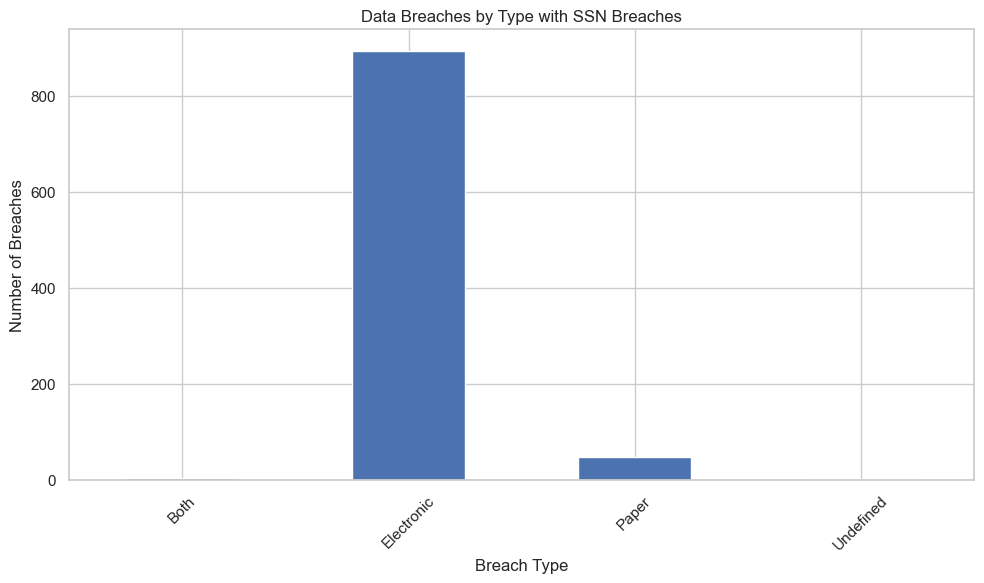 Data Breaches by Type with SSN Breaches
Number of Breaches
800
600
400
200
0
Both
Electronic
Paper
Undefined
Breach Type